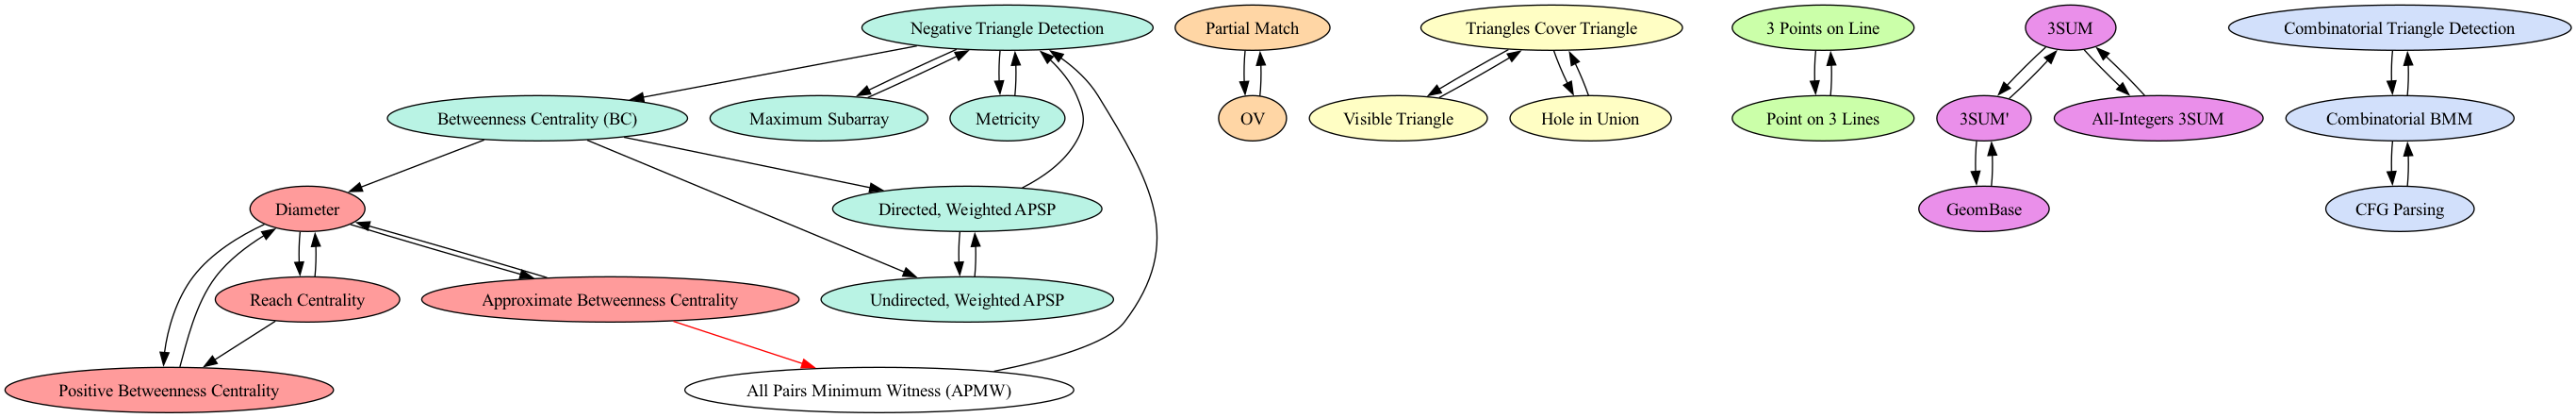 Negative Triangle Detection
Partial Match
Triangles Cover Triangle
3 Points on Line
3SUM
Combinatorial Triangle Detection
Betweenness Centrality (BC)
Maximum Subarray
Metricity
OV
Visible Triangle
Hole in Union
Point on 3 Lines
3SUM'
All-Integers 3SUM
Combinatorial BMM
Diameter
Directed, Weighted APSP
GeomBase
CFG Parsing
Reach Centrality
Approximate Betweenness Centrality
Undirected, Weighted APSP
Positive Betweenness Centrality
All Pairs Minimum Witness (APMW)